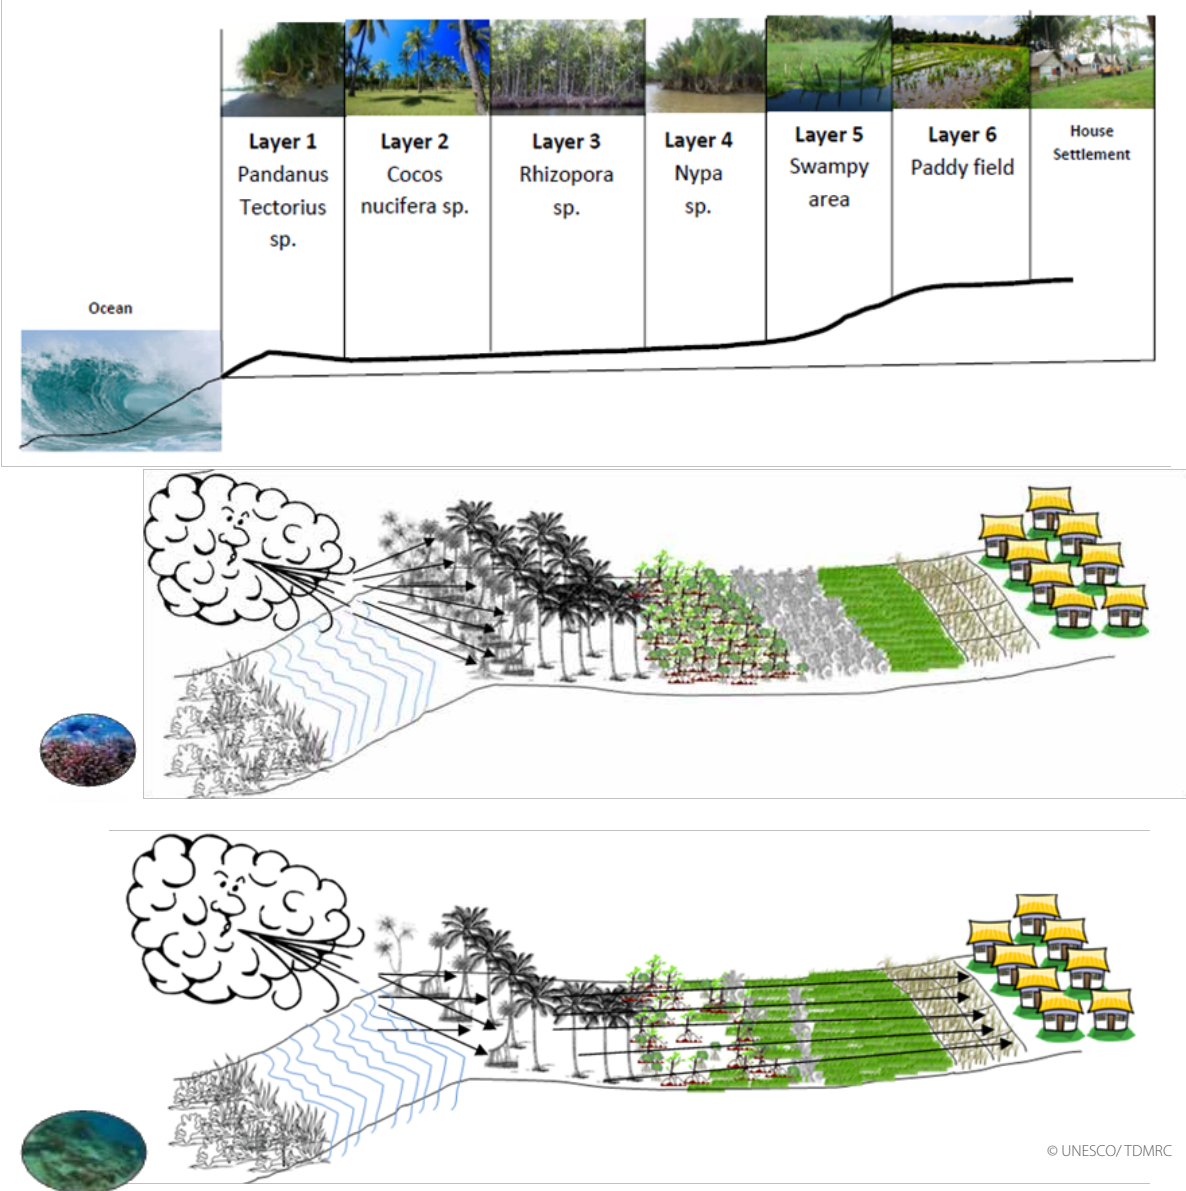 Layer 1
Pandanus
Tectorius
sp.
Layer 2
Cocos
nucifera sp.
Layer 3
Rhizopora
sp.
Layer 4
Nypa
sp.
Layer 5
Swampy
area
Layer 6
Paddy field
House
Settlement
Ocean
© UNESCO/ TDMRC